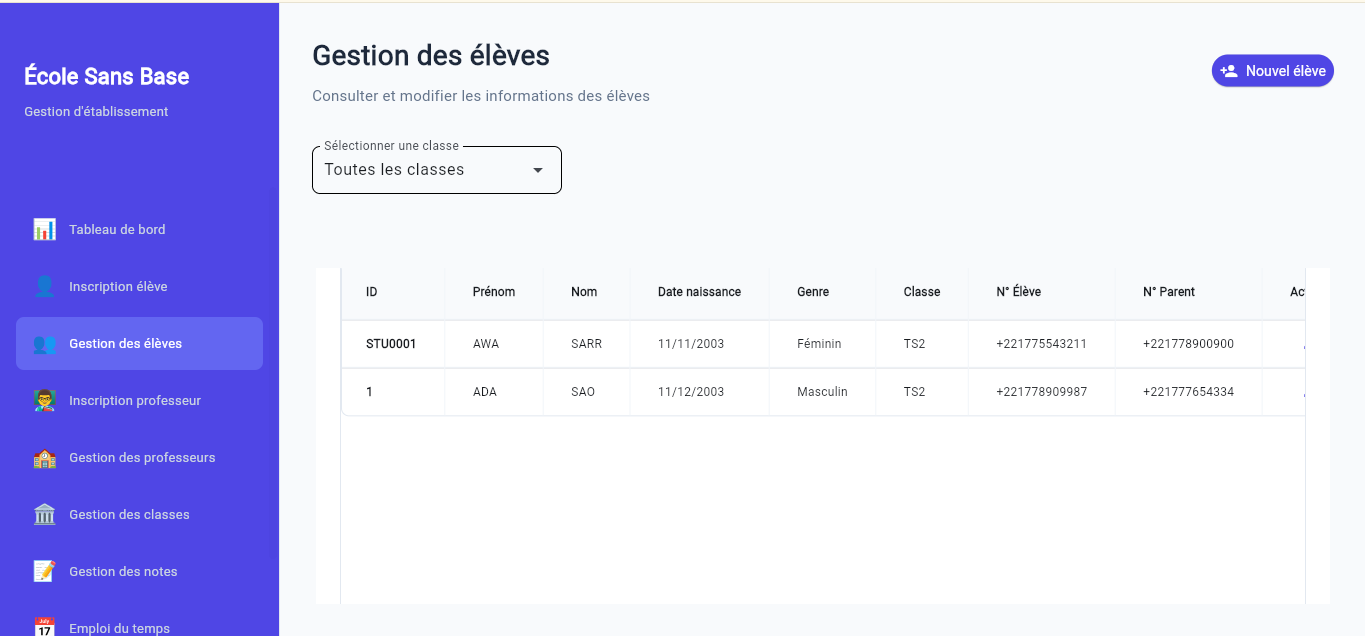 École Sans Base
Gestion d'établissement
Tableau de bord
Inscription élève
Gestion des élèves
Inscription professeur
Gestion des professeurs
Gestion des classes
Gestion des notes
July
17
Emploi du temps
Gestion des élèves
Consulter et modifier les informations des élèves
Nouvel élève
Sélectionner une classe
Toutes les classes
ID Prénom Nom Date naissance Genre Classe N° Élève N° Parent
STU0001 AWA SARR 11/11/2003 Féminin TS2 +221775543211 +221778900900
1 ADA SAO 11/12/2003 Masculin TS2 +221778909987 +221777654334